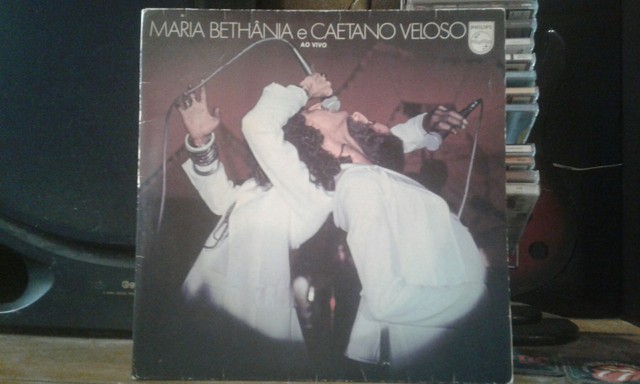 MARIA BETHÂNIA e CAETANO VELOSO
AO VIVO
PHILIPS